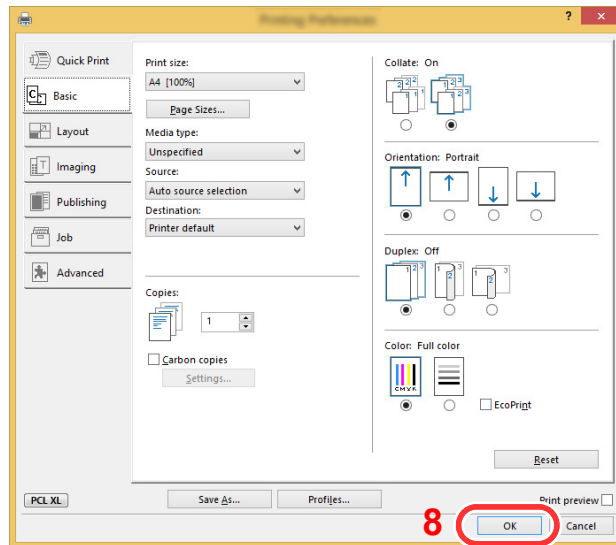 Printing Preferences
?
Quick Print
Basic
Layout
Imaging
Publishing
Job
Advanced
Print size:
A4 [100%]
Page Sizes...
Media type:
Unspecified
Source:
Auto source selection
Destination:
Printer default
Copies:
1
Carbon copies
Settings...
Collate: On
Orientation: Portrait
Duplex: Off
Color: Full color
CMYK
EcoPrint
Reset
PCL XL
Save As...
Profiles...
Print preview
8
OK
Cancel